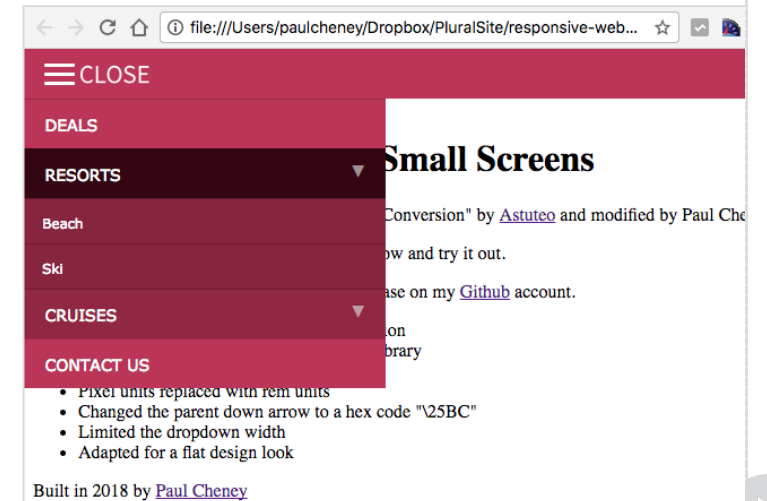 file:///Users/paulcheney/Dropbox/PluralSite/responsive-web...
CLOSE
DEALS
Small Screens
RESORTS ▼
Conversion" by Astuteo and modified by Paul Che
Beach
ow and try it out.
Ski
ase on my Github account.
CRUISES ▼
ion
brary
CONTACT US
• Pixel units replaced with rem units
• Changed the parent down arrow to a hex code "\25BC"
• Limited the dropdown width
• Adapted for a flat design look
Built in 2018 by Paul Cheney